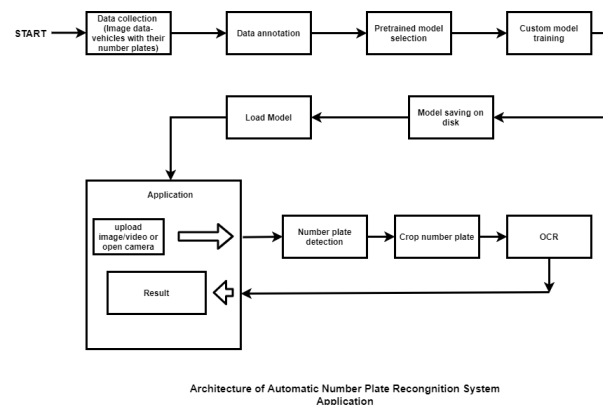 START
Data collection
(Image data-
vehicles with their
number plates)
Data annotation
Pretrained model
selection
Custom model
training
Load Model
Model saving on
disk
Application
upload
image/video or
open camera
Number plate
detection
Crop number plate
OCR
Result
Architecture of Automatic Number Plate Recongnition System
Application